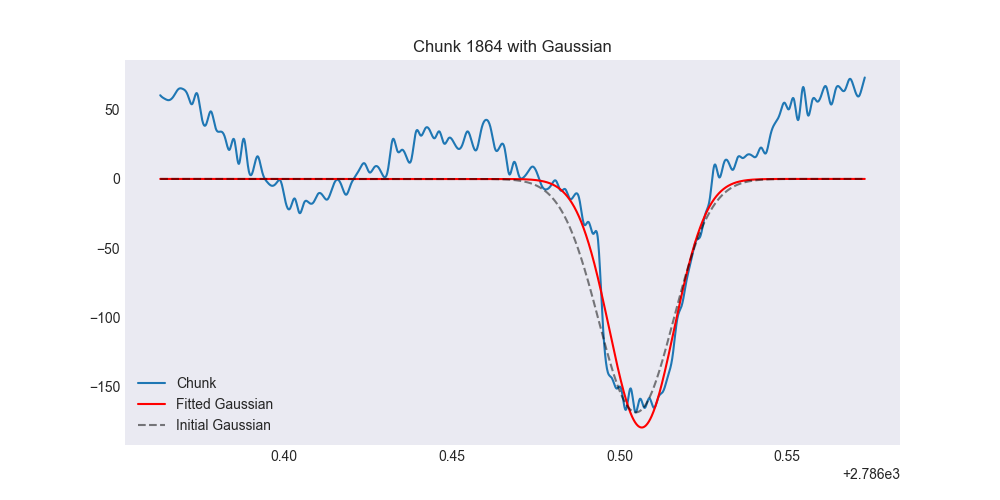 Chunk 1864 with Gaussian
50
0
−50
−100
−150
Chunk
Fitted Gaussian
Initial Gaussian
0.40 0.45 0.50 0.55
+2.786e3